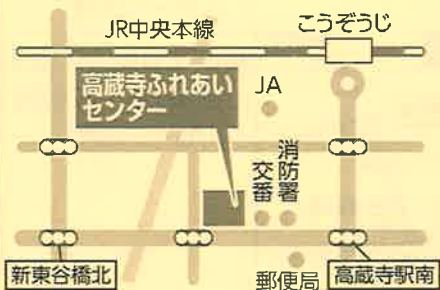 JR中央本線
こうぞうじ
高蔵寺ふれあい
センター
JA
消防署
交番
新東谷橋北
郵便局
高蔵寺駅南